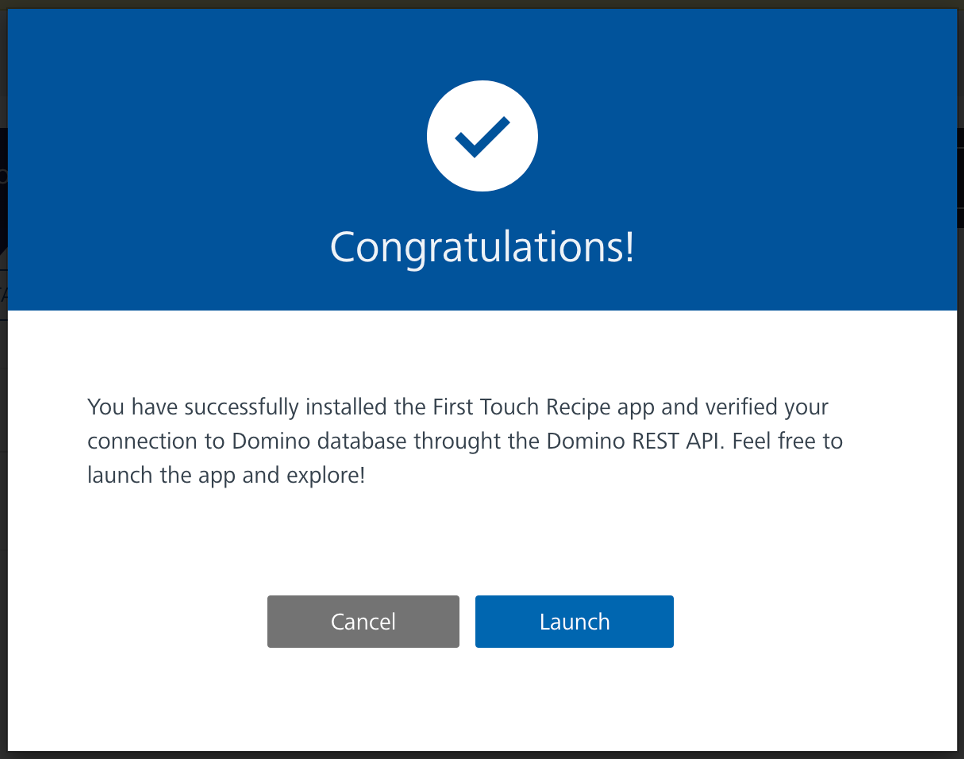 Congratulations!
You have successfully installed the First Touch Recipe app and verified your
connection to Domino database throught the Domino REST API. Feel free to
launch the app and explore!
Cancel
Launch